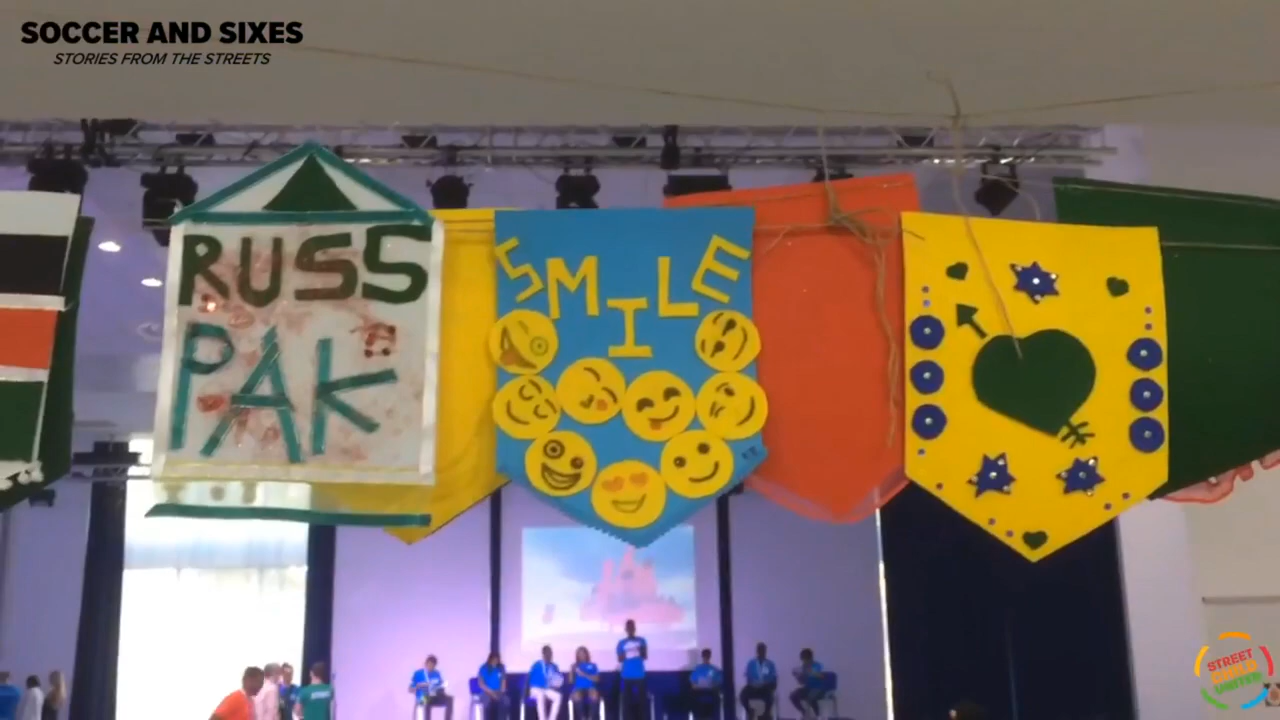 SOCCER AND SIXES
STORIES FROM THE STREETS
RUSS
PAK
SMILE
STREET
CHILD
UNITED